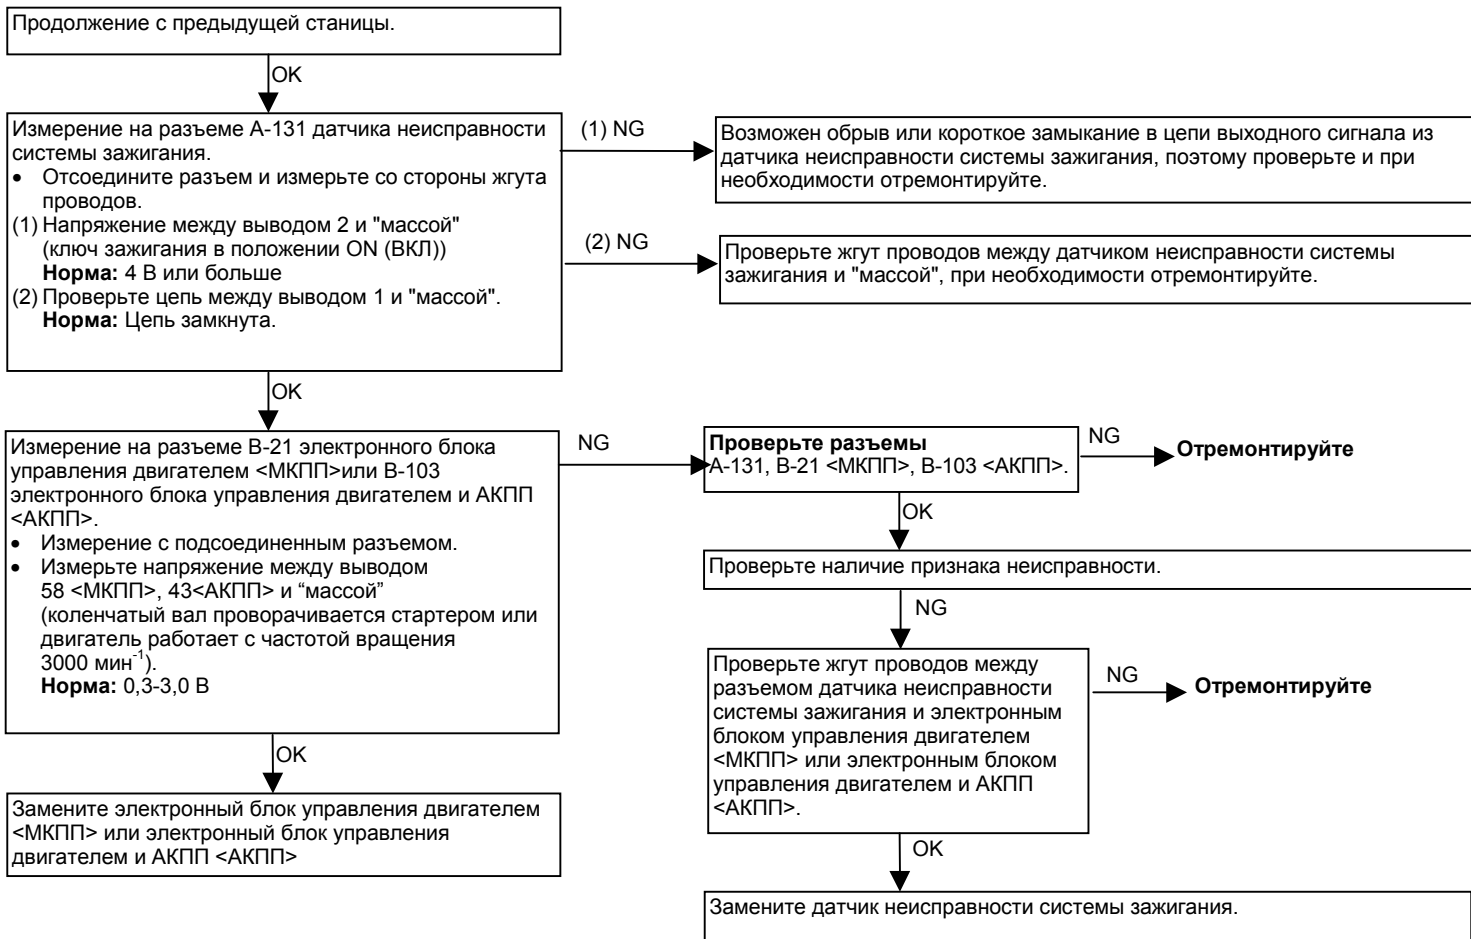 Продолжение с предыдущей станицы.
OK
Измерение на разъеме A-131 датчика неисправности
системы зажигания.
• Отсоедините разъем и измерьте со стороны жгута
проводов.
(1) Напряжение между выводом 2 и "массой"
(ключ зажигания в положении ON (ВКЛ))
Норма: 4 В или больше
(2) Проверьте цепь между выводом 1 и "массой".
Норма: Цепь замкнута.
(1) NG
Возможен обрыв или короткое замыкание в цепи выходного сигнала из
датчика неисправности системы зажигания, поэтому проверьте и при
необходимости отремонтируйте.
(2) NG
Проверьте жгут проводов между датчиком неисправности системы
зажигания и "массой", при необходимости отремонтируйте.
OK
Измерение на разъеме B-21 электронного блока
управления двигателем <МКПП>или B-103
электронного блока управления двигателем и АКПП
<АКПП>.
• Измерение с подсоединенным разъемом.
• Измерьте напряжение между выводом
58 <МКПП>, 43<АКПП> и “массой”
(коленчатый вал проворачивается стартером или
двигатель работает с частотой вращения
3000 мин-1).
Норма: 0,3-3,0 В
NG
Проверьте разъемы
A-131, B-21 <МКПП>, B-103 <АКПП>.
NG
Отремонтируйте
OK
Проверьте наличие признака неисправности.
NG
Проверьте жгут проводов между
разъемом датчика неисправности
системы зажигания и электронным
блоком управления двигателем
<МКПП> или электронным блоком
управления двигателем и АКПП
<АКПП>.
NG
Отремонтируйте
OK
Замените датчик неисправности системы зажигания.
OK
Замените электронный блок управления двигателем
<МКПП> или электронный блок управления
двигателем и АКПП <АКПП>